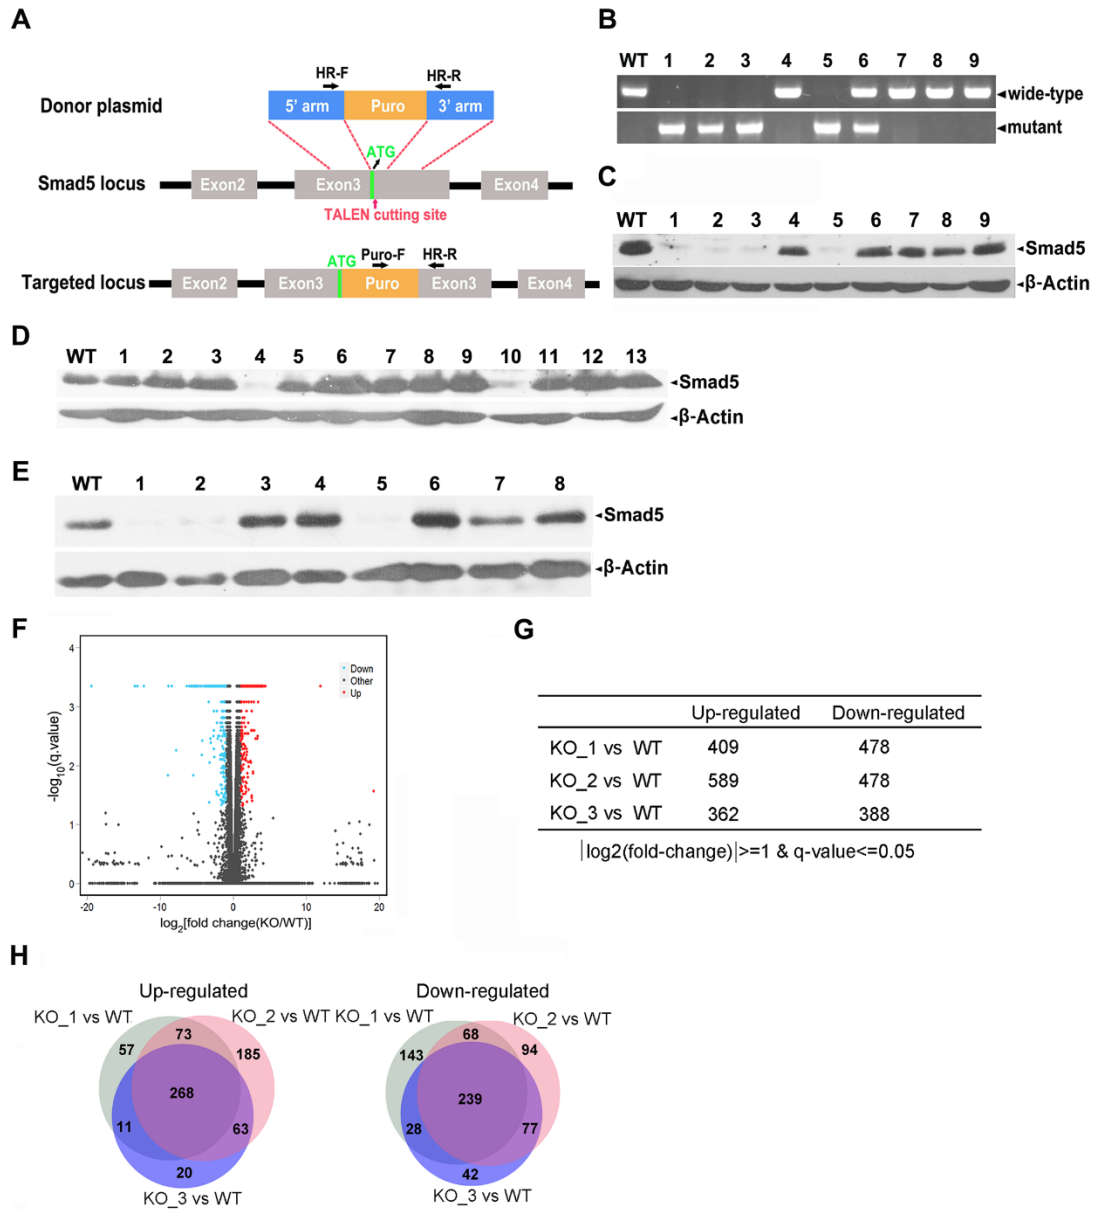 A
HR-F HR-R
Donor plasmid 5' arm Puro 3' arm
ATG
Smad5 locus Exon2 Exon3 Exon4
TALEN cutting site
ATG Puro-F HR-R
Targeted locus Exon2 Exon3 Puro Exon3 Exon4
B
WT 1 2 3 4 5 6 7 8 9
wide-type
mutant
C
WT 1 2 3 4 5 6 7 8 9
Smad5
β-Actin
D
WT 1 2 3 4 5 6 7 8 9 10 11 12 13
Smad5
β-Actin
E
WT 1 2 3 4 5 6 7 8
Smad5
β-Actin
F
-log10(q.value)
4
3
2
1
0
Down
Other
Up
-20 -10 0 10 20
log2[fold change(KO/WT)]
G
Up-regulated Down-regulated
KO_1 vs WT 409 478
KO_2 vs WT 589 478
KO_3 vs WT 362 388
|log2(fold-change)|>=1 & q-value<=0.05
H
Up-regulated
KO_1 vs WT KO_2 vs WT
57 73 185
268
11 63
20
KO_3 vs WT
Down-regulated
KO_1 vs WT KO_2 vs WT
143 68 94
239
28 77
42
KO_3 vs WT